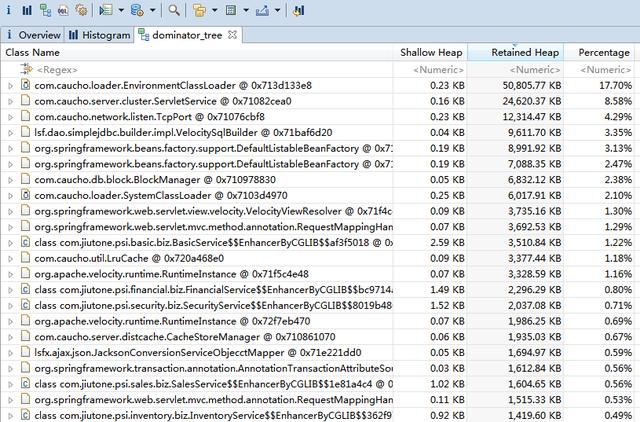 Overview Histogram dominator_tree
Class Name Shallow Heap Retained Heap Percentage
<Regex> <Numeric> <Numeric> <Numeric>
com.caucho.loader.EnvironmentClassLoader @ 0x713d133e8 0.23 KB 50,805.77 KB 17.70%
com.caucho.server.cluster.ServletService @ 0x71082cea0 0.16 KB 24,620.37 KB 8.58%
com.caucho.network.listen.TcpPort @ 0x71076cbf8 0.23 KB 12,314.47 KB 4.29%
lsf.dao.simplejdbc.builder.impl.VelocitySqlBuilder @ 0x71baf6d20 0.04 KB 9,611.70 KB 3.35%
org.springframework.beans.factory.support.DefaultListableBeanFactory @ 0x71 0.19 KB 8,991.92 KB 3.13%
org.springframework.beans.factory.support.DefaultListableBeanFactory @ 0x71 0.19 KB 7,088.35 KB 2.47%
com.caucho.db.block.BlockManager @ 0x710978830 0.05 KB 6,832.12 KB 2.38%
com.caucho.loader.SystemClassLoader @ 0x7103d4970 0.25 KB 6,017.91 KB 2.10%
org.springframework.web.servlet.view.velocity.VelocityViewResolver @ 0x71f4c 0.09 KB 3,735.16 KB 1.30%
org.springframework.web.servlet.mvc.method.annotation.RequestMappingHan 0.07 KB 3,692.53 KB 1.29%
class com.jiutone.psi.basic.biz.BasicService$$EnhancerByCGLIB$$af3f5018 @ 0x7 2.59 KB 3,510.84 KB 1.22%
com.caucho.util.LruCache @ 0x720a468e0 0.09 KB 3,377.44 KB 1.18%
org.apache.velocity.runtime.RuntimeInstance @ 0x71f5c4e48 0.07 KB 3,328.59 KB 1.16%
class com.jiutone.psi.financial.biz.FinancialService$$EnhancerByCGLIB$$bc9714 1.49 KB 2,296.29 KB 0.80%
class com.jiutone.psi.security.biz.SecurityService$$EnhancerByCGLIB$$8019b48 1.52 KB 2,037.08 KB 0.71%
org.apache.velocity.runtime.RuntimeInstance @ 0x72f7eb470 0.07 KB 1,986.25 KB 0.69%
com.caucho.server.distcache.CacheStoreManager @ 0x710861070 0.06 KB 1,935.03 KB 0.67%
lsfx.ajax.json.JacksonConversionServiceObjecctMapper @ 0x71e221dd0 0.05 KB 1,694.97 KB 0.59%
org.springframework.transaction.annotation.AnnotationTransactionAttributeSou 0.03 KB 1,612.84 KB 0.56%
class com.jiutone.psi.sales.biz.SalesService$$EnhancerByCGLIB$$1e81a4c4 @ 0x 1.02 KB 1,604.65 KB 0.56%
org.springframework.web.servlet.mvc.method.annotation.RequestMappingHan 0.11 KB 1,515.33 KB 0.53%
class com.jiutone.psi.inventory.biz.InventoryService$$EnhancerByCGLIB$$362f9 0.92 KB 1,419.60 KB 0.49%